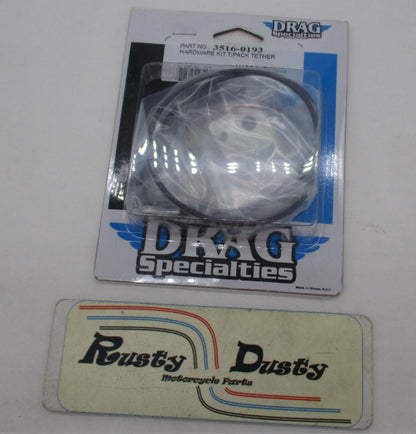 DRAG
Specialties
PART NO.: 3516-0193
HARDWARE KIT T/PACK TETHER
DRAG
Specialties
Made in Taiwan, R.O.C.
Rusty Dusty
Motorcycle Parts